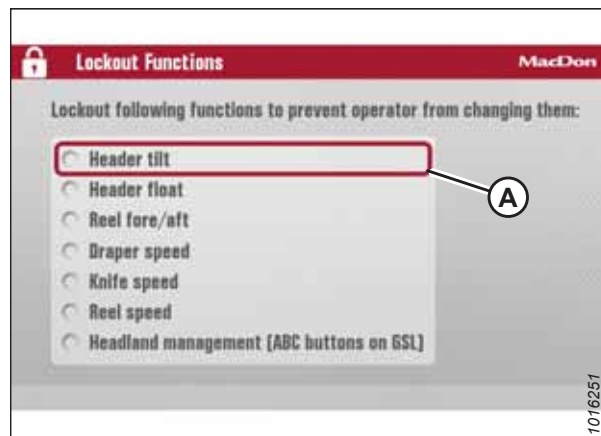 Lockout Functions MacDon
Lockout following functions to prevent operator from changing them:
Header tilt
A
Header float
Reel fore/aft
Draper speed
Knife speed
Reel speed
Headland management (ABC buttons on GSL)
1016251